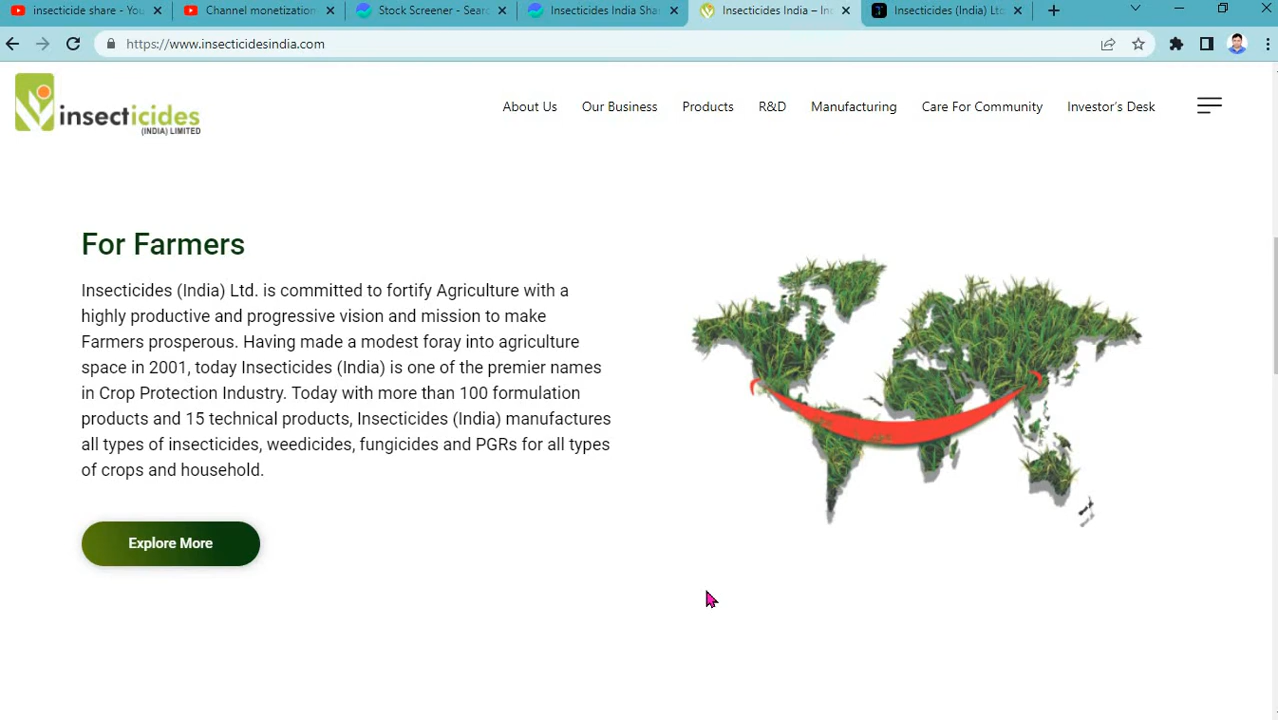 insecticide share - You
Channel monetization
Stock Screener - Sear
Insecticides India Sha
Insecticides India – In
Insecticides (India) Ltd
https://www.insecticidesindia.com
insecticides
(INDIA) LIMITED
About Us
Our Business
Products
R&D
Manufacturing
Care For Community
Investor's Desk
For Farmers
Insecticides (India) Ltd. is committed to fortify Agriculture with a
highly productive and progressive vision and mission to make
Farmers prosperous. Having made a modest foray into agriculture
space in 2001, today Insecticides (India) is one of the premier names
in Crop Protection Industry. Today with more than 100 formulation
products and 15 technical products, Insecticides (India) manufactures
all types of insecticides, weedicides, fungicides and PGRs for all types
of crops and household.
Explore More